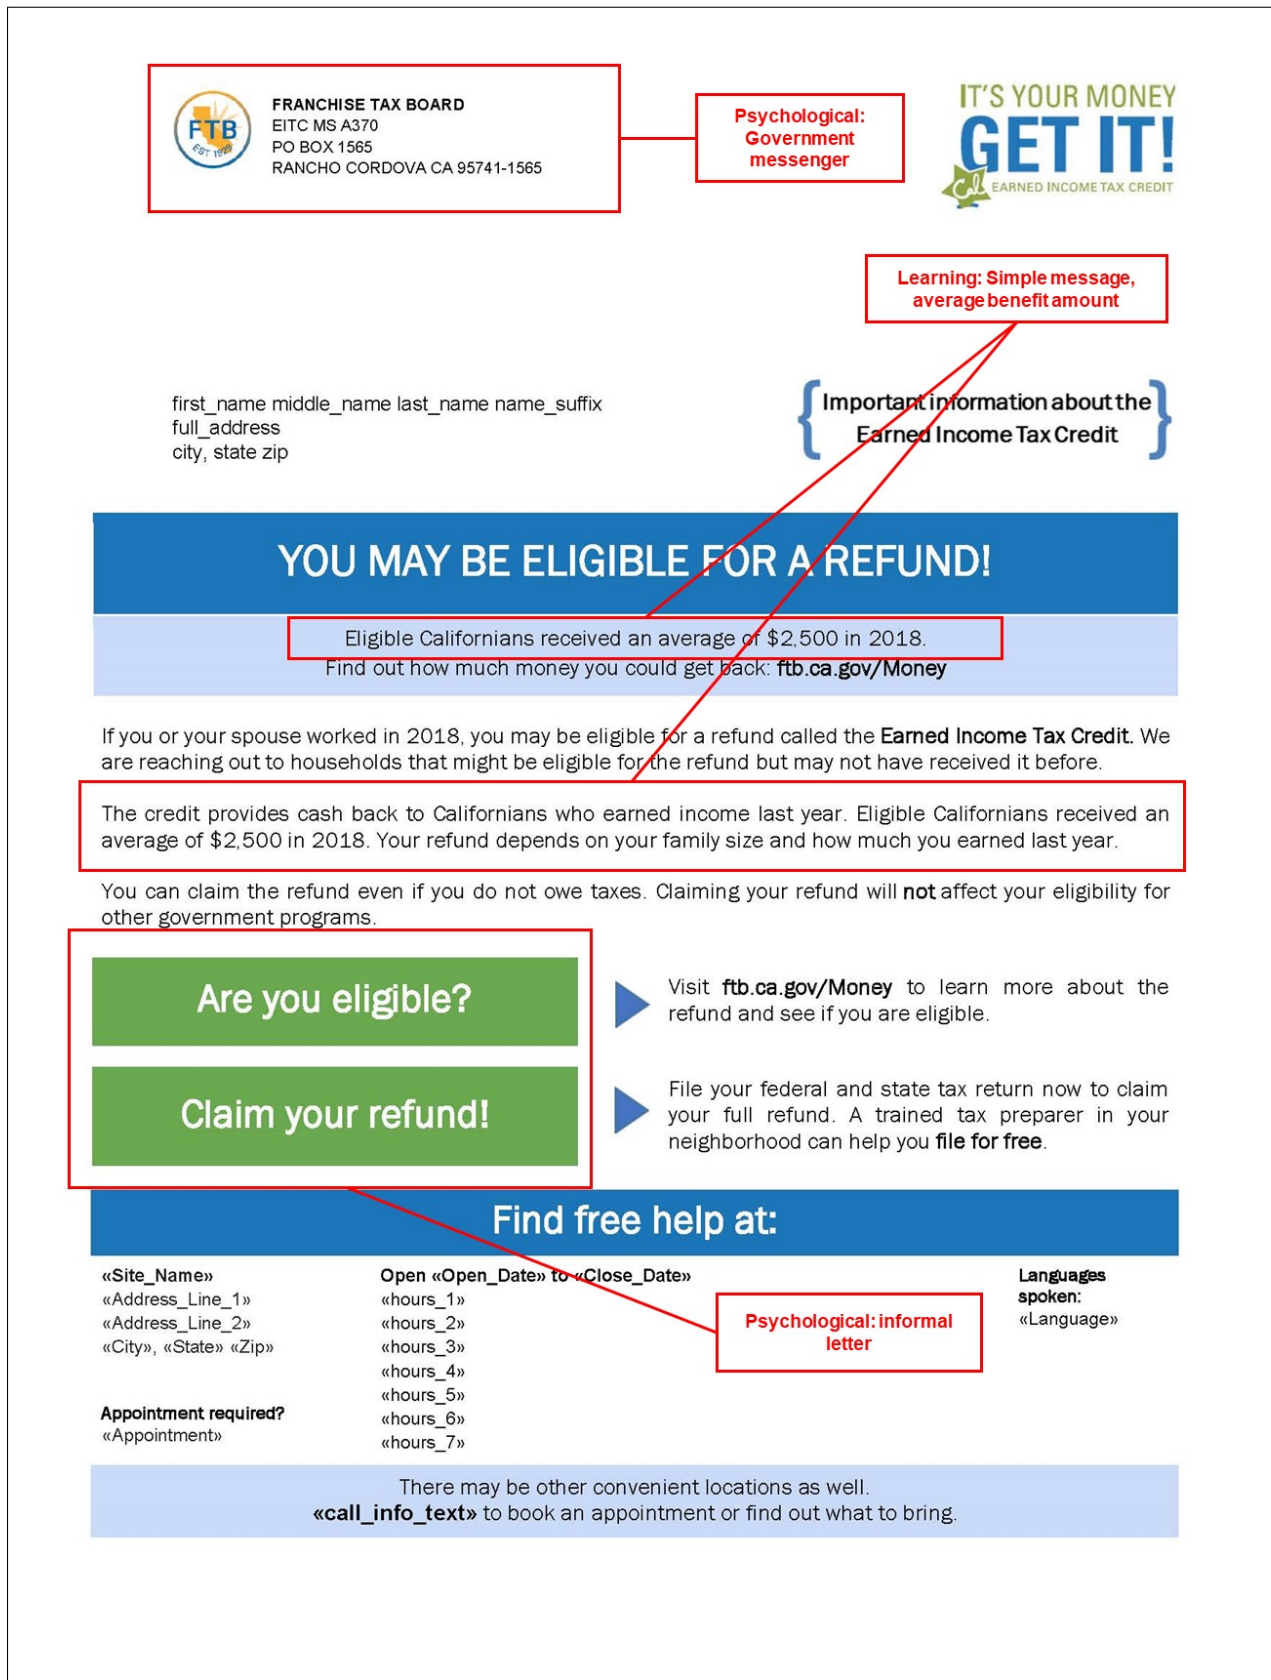 FTB
EST 1929
FRANCHISE TAX BOARD
EITC MS A370
PO BOX 1565
RANCHO CORDOVA CA 95741-1565
Psychological:
Government
messenger
IT'S YOUR MONEY
GET IT!
Cal
EARNED INCOME TAX CREDIT
Learning: Simple message,
average benefit amount
first_name middle_name last_name name_suffix
full_address
city, state zip
{Important information about the
Earned Income Tax Credit}
YOU MAY BE ELIGIBLE FOR A REFUND!
Eligible Californians received an average of $2,500 in 2018.
Find out how much money you could get back: ftb.ca.gov/Money
If you or your spouse worked in 2018, you may be eligible for a refund called the Earned Income Tax Credit. We
are reaching out to households that might be eligible for the refund but may not have received it before.
The credit provides cash back to Californians who earned income last year. Eligible Californians received an
average of $2,500 in 2018. Your refund depends on your family size and how much you earned last year.
You can claim the refund even if you do not owe taxes. Claiming your refund will not affect your eligibility for
other government programs.
Are you eligible?
Visit ftb.ca.gov/Money to learn more about the
refund and see if you are eligible.
Claim your refund!
File your federal and state tax return now to claim
your full refund. A trained tax preparer in your
neighborhood can help you file for free.
Find free help at:
«Site_Name»
«Address_Line_1»
«Address_Line_2»
«City», «State» «Zip»
Appointment required?
«Appointment»
Open «Open_Date» to «Close_Date»
«hours_1»
«hours_2»
«hours_3»
«hours_4»
«hours_5»
«hours_6»
«hours_7»
Psychological: informal
letter
Languages
spoken:
«Language»
There may be other convenient locations as well.
«call_info_text» to book an appointment or find out what to bring.